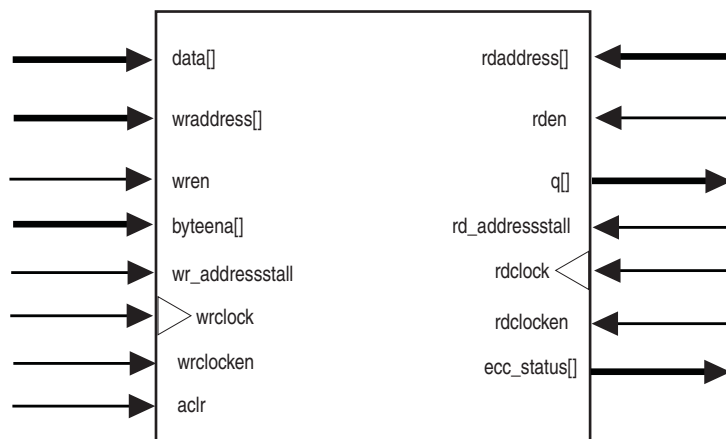 data[]
wraddress[]
wren
byteena[]
wr_addressstall
wrclock
wrclocken
aclr
rdaddress[]
rden
q[]
rd_addressstall
rdclock
rdclocken
ecc_status[]